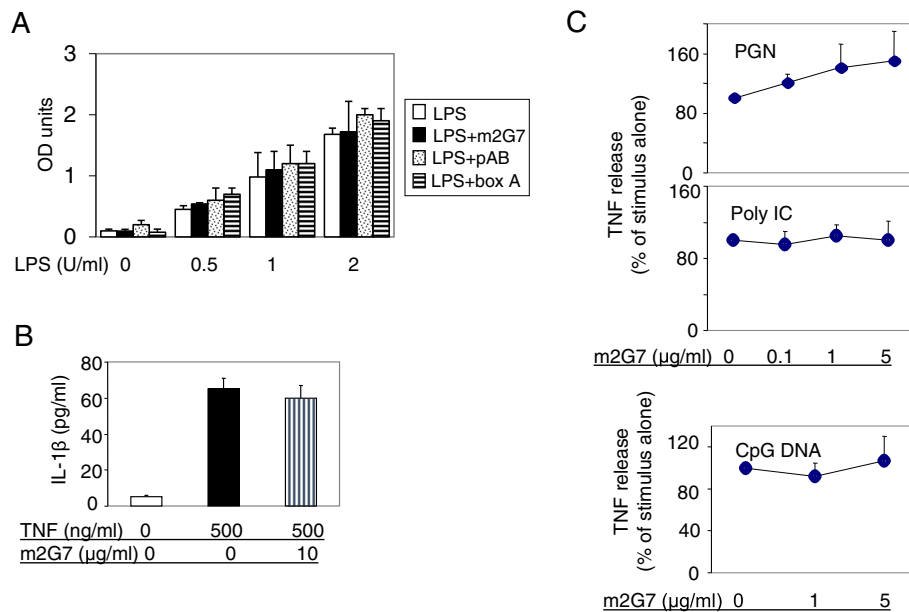 A
3
2
1
0
OD units
LPS (U/ml) 0 0.5 1 2
LPS
LPS+m2G7
LPS+pAB
LPS+box A
B
80
60
40
20
0
IL-1β (pg/ml)
TNF (ng/ml) 0 500 500
m2G7 (µg/ml) 0 0 10
C
PGN
160
80
0
TNF release
(% of stimulus alone)
Poly IC
160
80
0
m2G7 (µg/ml) 0 0.1 1 5
CpG DNA
120
80
40
0
TNF release
(% of stimulus alone)
m2G7 (µg/ml) 0 1 5